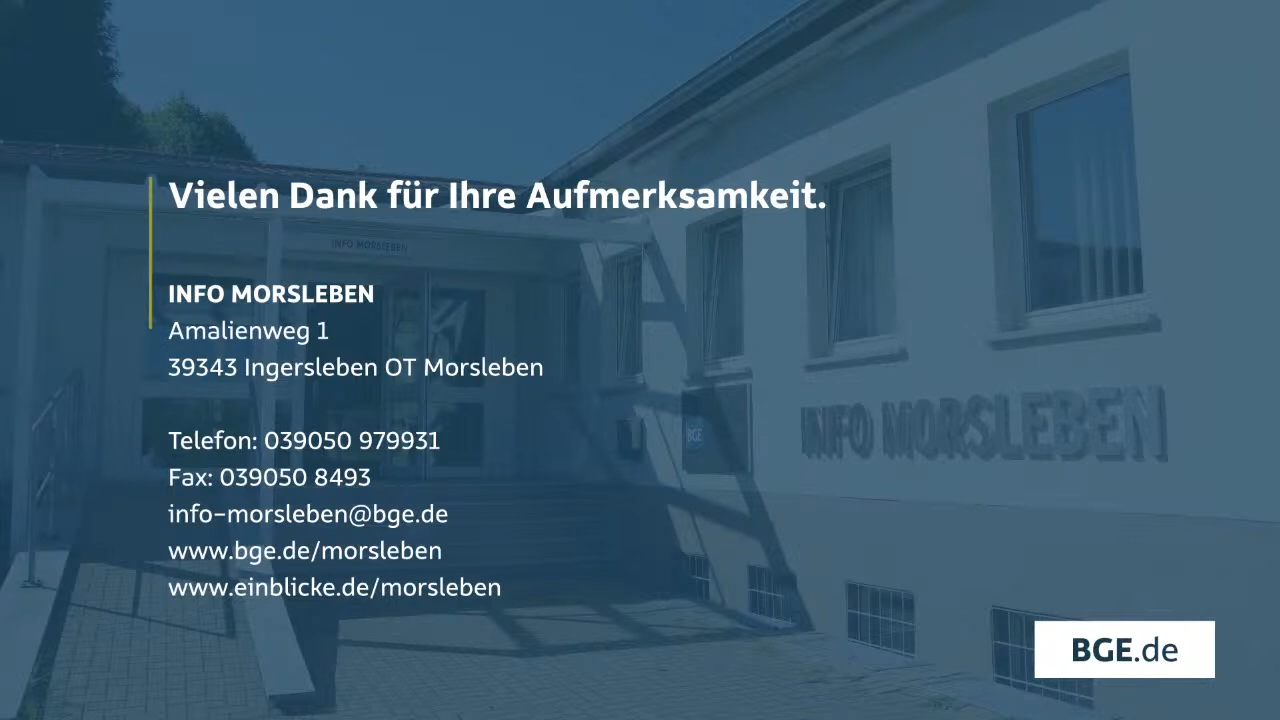 Vielen Dank für Ihre Aufmerksamkeit.
INFO MORSLEBEN
INFO MORSLEBEN
Amalienweg 1
39343 Ingersleben OT Morsleben
Telefon: 039050 979931
Fax: 039050 8493
info-morsleben@bge.de
www.bge.de/morsleben
www.einblicke.de/morsleben
INFO MORSLEBEN
BGE
BGE.de